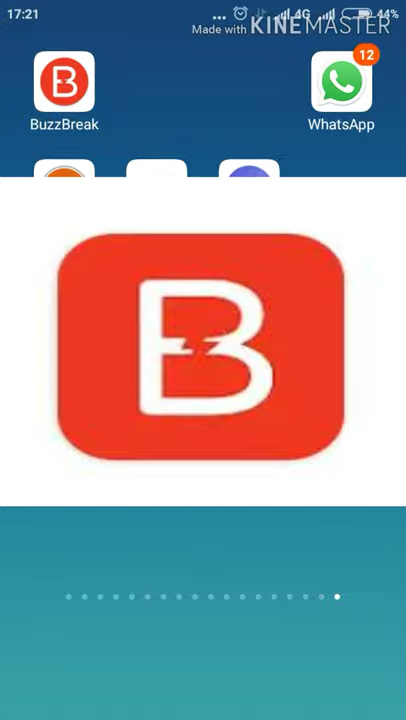 17:21
4G
44%
Made with KINEMASTER
12
B
BuzzBreak
WhatsApp
B